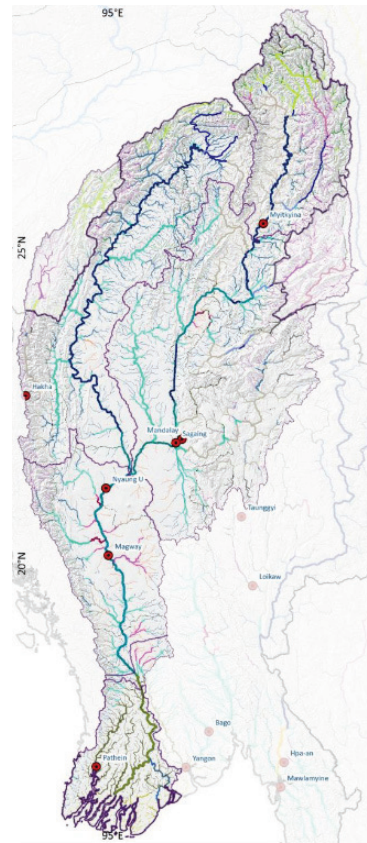 95°E
Myitkyina
25°N
Hakha
Mandalay
Sagaing
Nyaung U
Taunggyi
Magway
20°N
Loikaw
Bago
Pathein
Yangon
Hpa-an
Mawlamyine
95°E